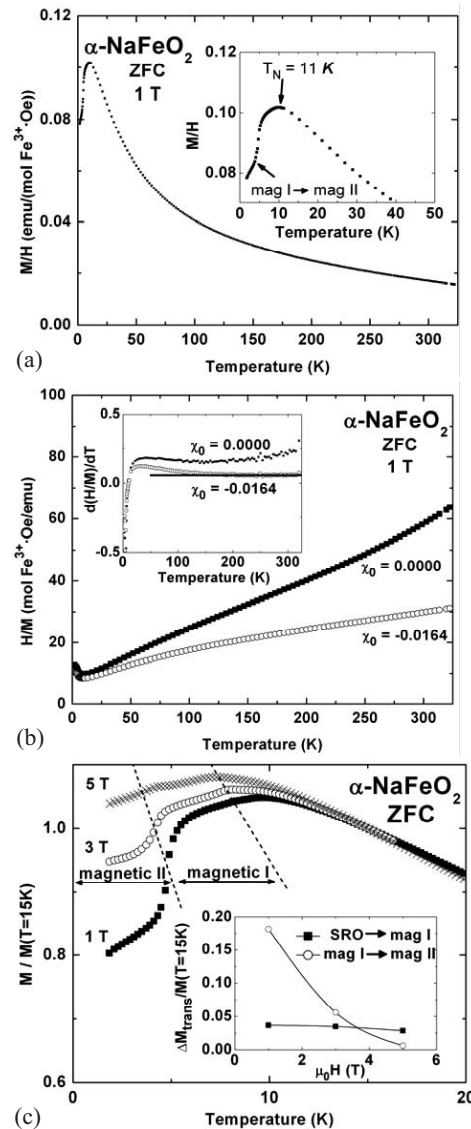 α-NaFeO2
ZFC
1 T
M/H (emu/(mol Fe3+·Oe))
0.12
0.08
0.04
0.00
0 50 100 150 200 250 300
Temperature (K)
M/H
0.12
0.10
0.08
TN = 11 K
mag I → mag II
0 10 20 30 40 50
Temperature (K)
(a)
α-NaFeO2
ZFC
1 T
H/M (mol Fe3+·Oe/emu)
100
80
60
40
20
0
χ0 = 0.0000
χ0 = -0.0164
0 50 100 150 200 250 300
Temperature (K)
d(H/M)/dT
0.5
0.0
-0.5
χ0 = 0.0000
χ0 = -0.0164
0 100 200 300
Temperature (K)
(b)
α-NaFeO2
ZFC
M / M(T=15K)
1.0
0.8
0.6
5 T
3 T
1 T
magnetic II
magnetic I
0 5 10 15 20
Temperature (K)
ΔMtrans/M(T=15K)
0.20
0.15
0.10
0.05
0.00
SRO → mag I
mag I → mag II
0 2 4 6
μ0H (T)
(c)